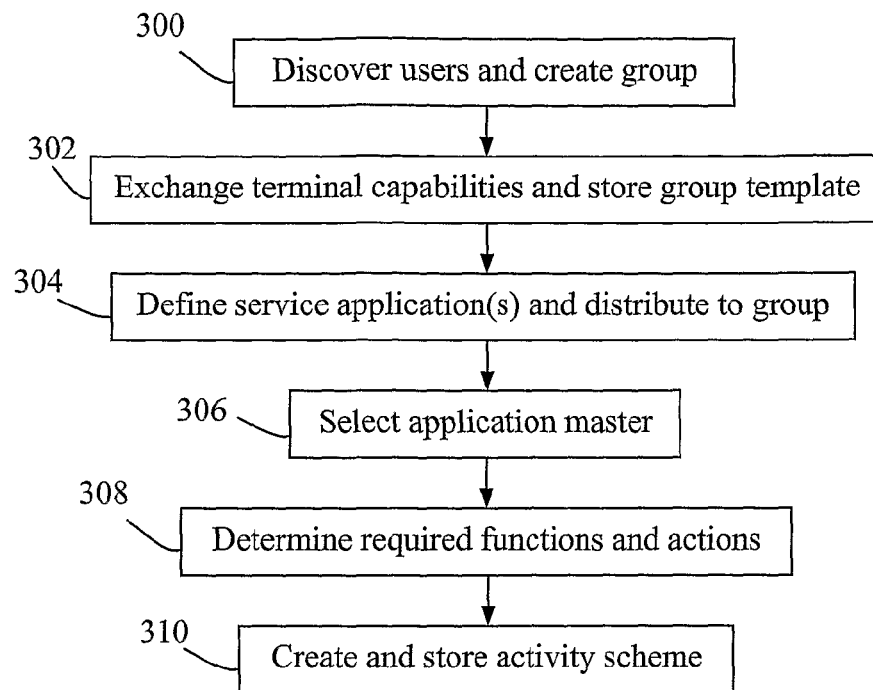 300
Discover users and create group
302
Exchange terminal capabilities and store group template
304
Define service application(s) and distribute to group
306
Select application master
308
Determine required functions and actions
310
Create and store activity scheme